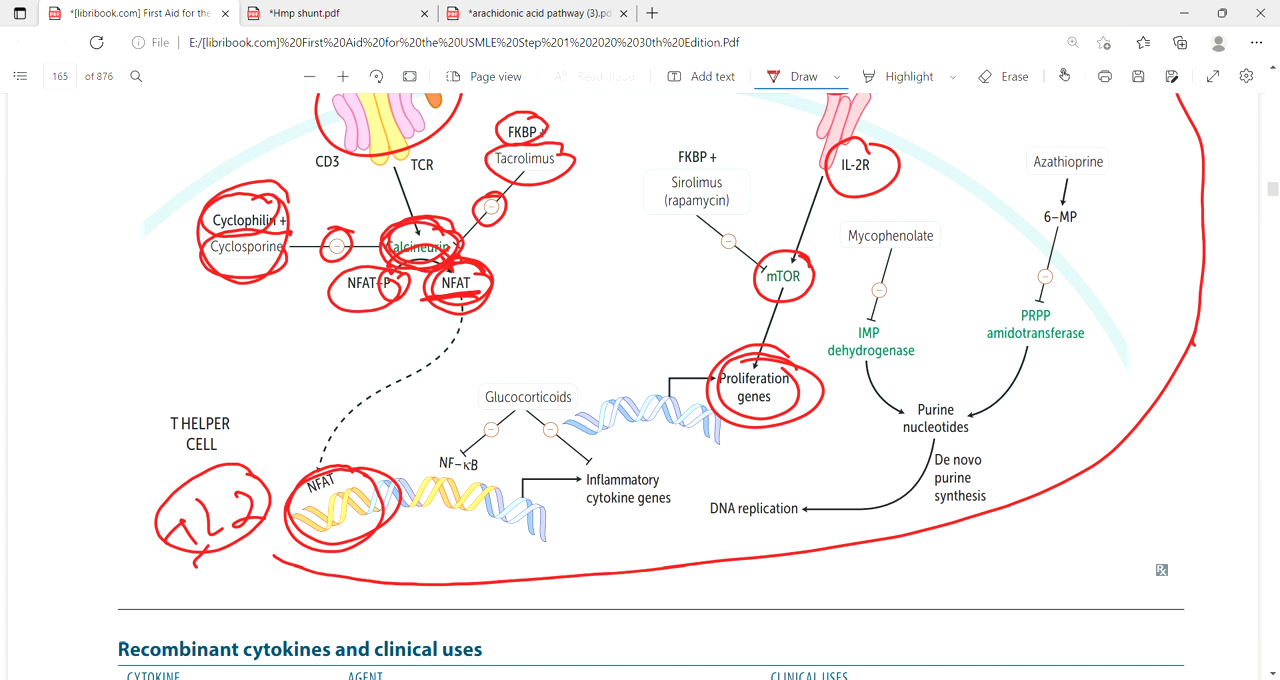 *[libribook.com] First Aid for the
*Hmp shunt.pdf
*arachidonic acid pathway (3).pd
File
E:/[libribook.com]%20First%20Aid%20for%20the%20USMLE%20Step%201%202020%2030th%20Edition.Pdf
165
of 876
Page view
Read aloud
Add text
Draw
Highlight
Erase
FKBP +
Tacrolimus
CD3
TCR
FKBP +
Sirolimus
(rapamycin)
IL-2R
Azathioprine
Cyclophilin +
Cyclosporine
Calcineurin
6–MP
Mycophenolate
NFAT–P
NFAT
mTOR
PRPP
amidotransferase
IMP
dehydrogenase
Proliferation
genes
Glucocorticoids
Purine
nucleotides
T HELPER
CELL
NF–κB
De novo
purine
synthesis
Inflammatory
cytokine genes
NFAT
IL2
DNA replication
Rx
Recombinant cytokines and clinical uses
CYTOKINE
AGENT
CLINICAL USES